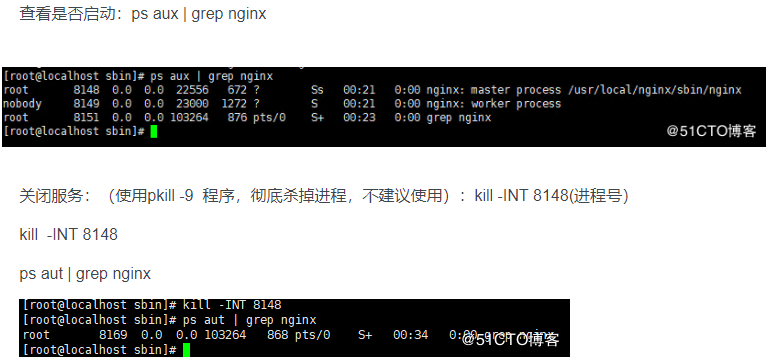 查看是否启动：ps aux | grep nginx
[root@localhost sbin]# ps aux | grep nginx
root 8148 0.0 0.0 22556 672 ? Ss 00:21 0:00 nginx: master process /usr/local/nginx/sbin/nginx
nobody 8149 0.0 0.0 23000 1272 ? S 00:21 0:00 nginx: worker process
root 8151 0.0 0.0 103264 876 pts/0 S+ 00:23 0:00 grep nginx
[root@localhost sbin]#
@51CTO博客
关闭服务：（使用pkill -9 程序，彻底杀掉进程，不建议使用）：kill -INT 8148(进程号）
kill -INT 8148
ps aut | grep nginx
[root@localhost sbin]# kill -INT 8148
[root@localhost sbin]# ps aut | grep nginx
root 8169 0.0 0.0 103264 868 pts/0 S+ 00:34 0:00 grep nginx
[root@localhost sbin]#
@51CTO博客